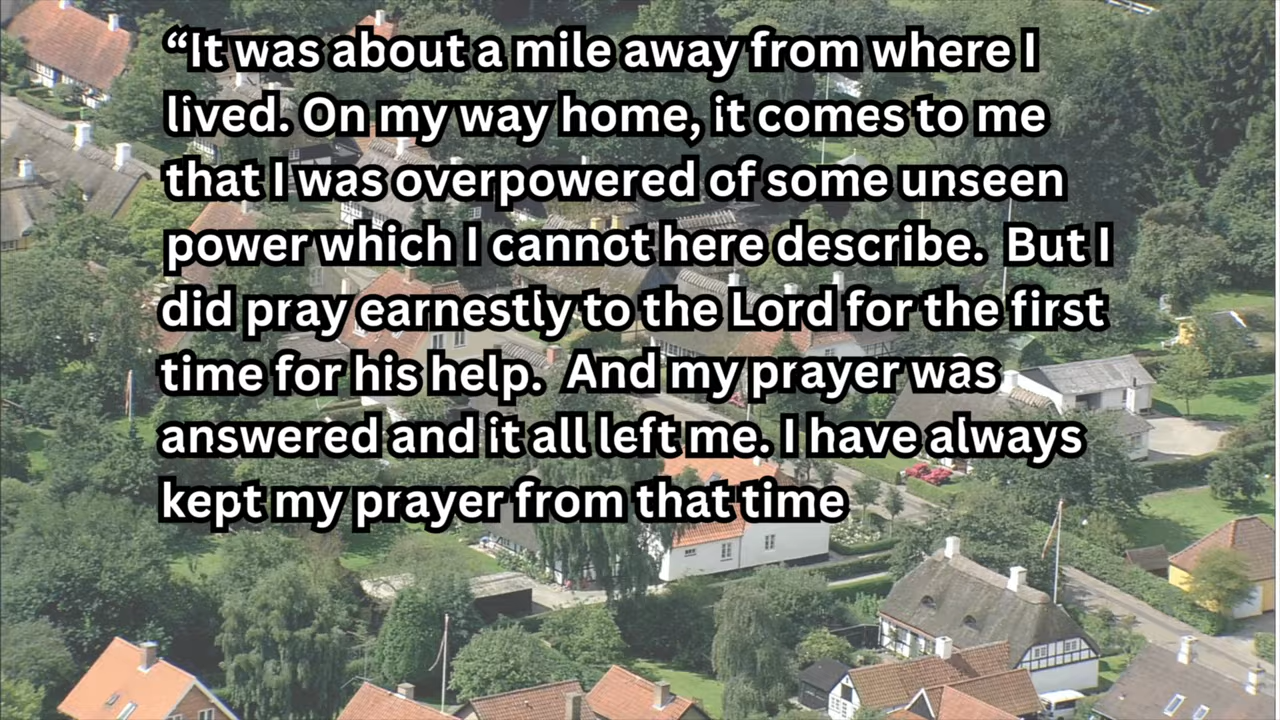 “It was about a mile away from where I
lived. On my way home, it comes to me
that I was overpowered of some unseen
power which I cannot here describe.  But I
did pray earnestly to the Lord for the first
time for his help.  And my prayer was
answered and it all left me. I have always
kept my prayer from that time